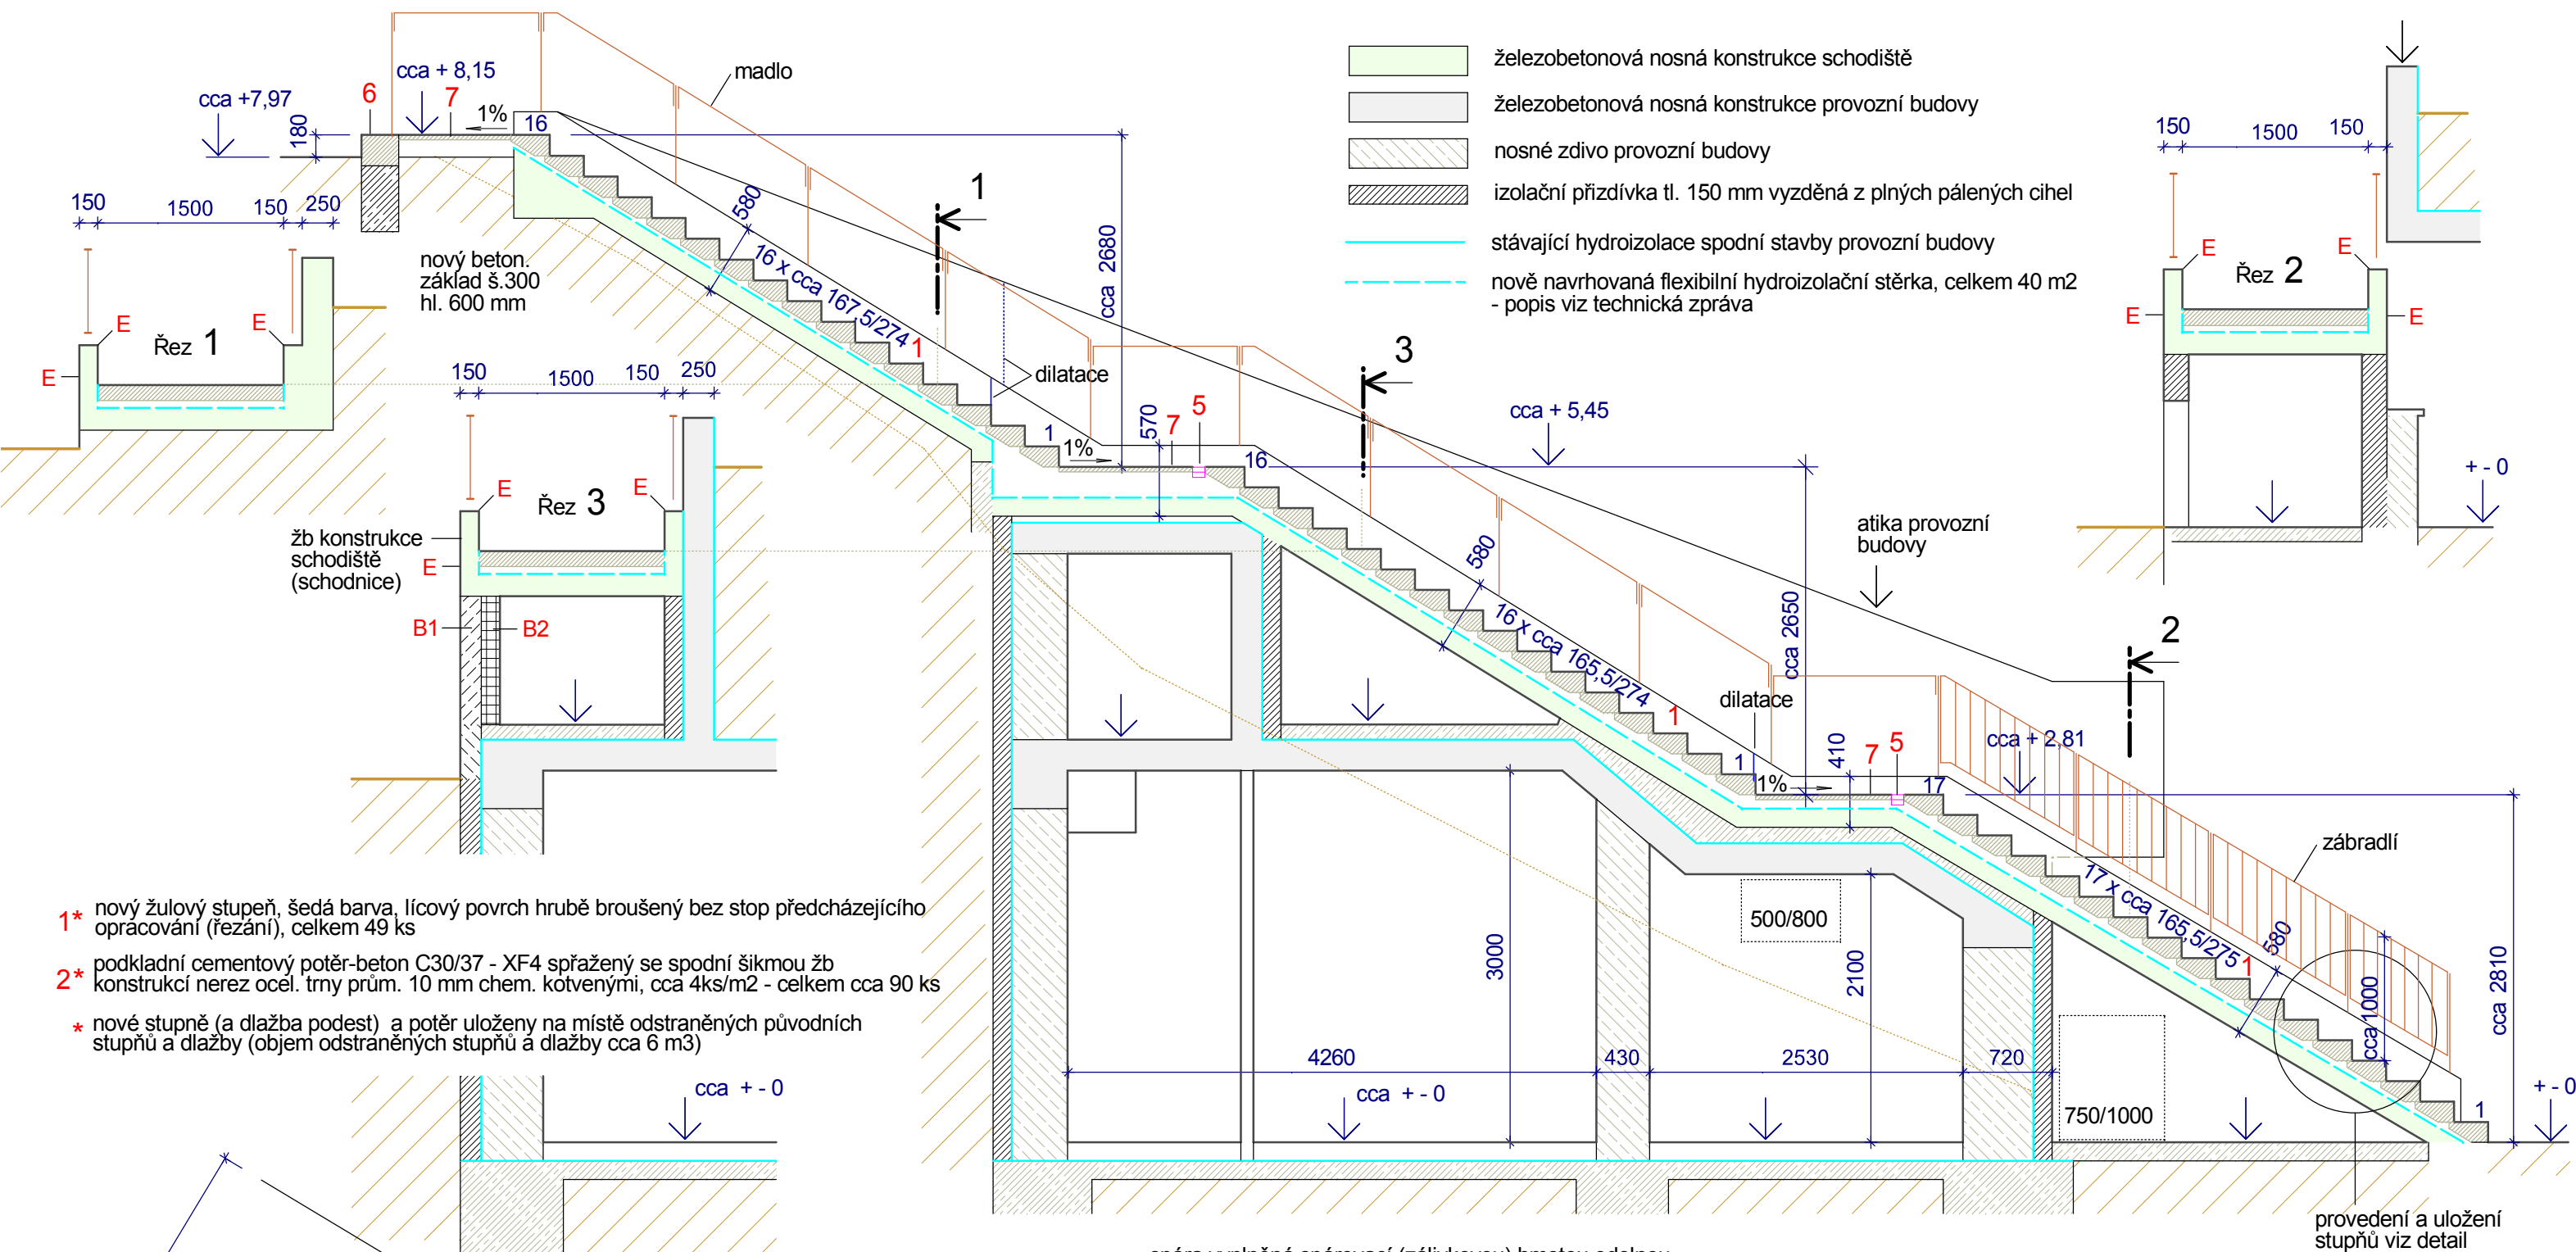 cca +7,97
180
6
cca + 8,15
7
1%
16
madlo
580
16 x cca 167,5/274
1
1
dilatace
cca 2680
1
1%
570
7
5
16
3
cca + 5,45
železobetonová nosná konstrukce schodiště
železobetonová nosná konstrukce provozní budovy
nosné zdivo provozní budovy
izolační přizdívka tl. 150 mm vyzděná z plných pálených cihel
stávající hydroizolace spodní stavby provozní budovy
nově navrhovaná flexibilní hydroizolační stěrka, celkem 40 m2
- popis viz technická zpráva
150
1500
150
E
E
Řez 2
E
E
+ - 0
150
1500
150
250
E
E
Řez 1
E
nový beton.
základ š.300
hl. 600 mm
150
1500
150
250
E
E
Řez 3
žb konstrukce
schodiště
(schodnice)
E
B1
B2
580
16 x cca 165,5/274
1
cca 2650
atika provozní
budovy
dilatace
1
1%
410
7
5
17
cca + 2,81
2
zábradlí
17 x cca 165,5/275
1
580
cca 1000
cca 2810
1
+ - 0
500/800
750/1000
3000
2100
4260
430
2530
720
cca + - 0
1* nový žulový stupeň, šedá barva, lícový povrch hrubě broušený bez stop předcházejícího
opracování (řezání), celkem 49 ks
2* podkladní cementový potěr-beton C30/37 - XF4 spřažený se spodní šikmou žb
konstrukcí nerez ocel. trny prům. 10 mm chem. kotvenými, cca 4ks/m2 - celkem cca 90 ks
* nové stupně (a dlažba podest) a potěr uloženy na místě odstraněných původních
stupňů a dlažby (objem odstraněných stupňů a dlažby cca 6 m3)
cca + - 0
provedení a uložení
stupňů viz detail